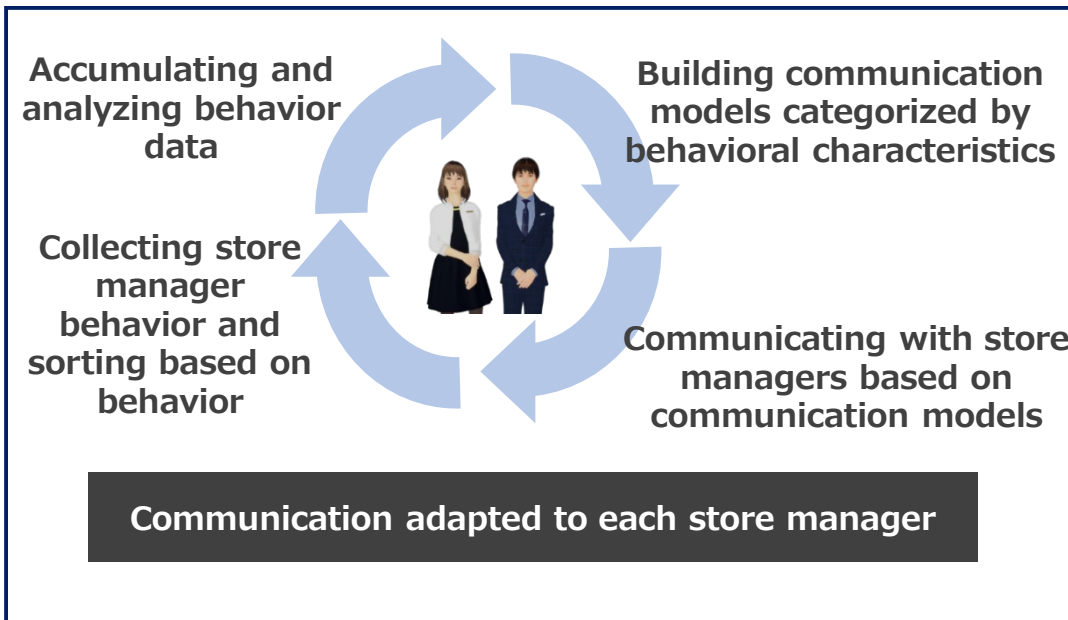 Accumulating and
analyzing behavior
data
Building communication
models categorized by
behavioral characteristics
Collecting store
manager
behavior and
sorting based on
behavior
Communicating with store
managers based on
communication models
Communication adapted to each store manager